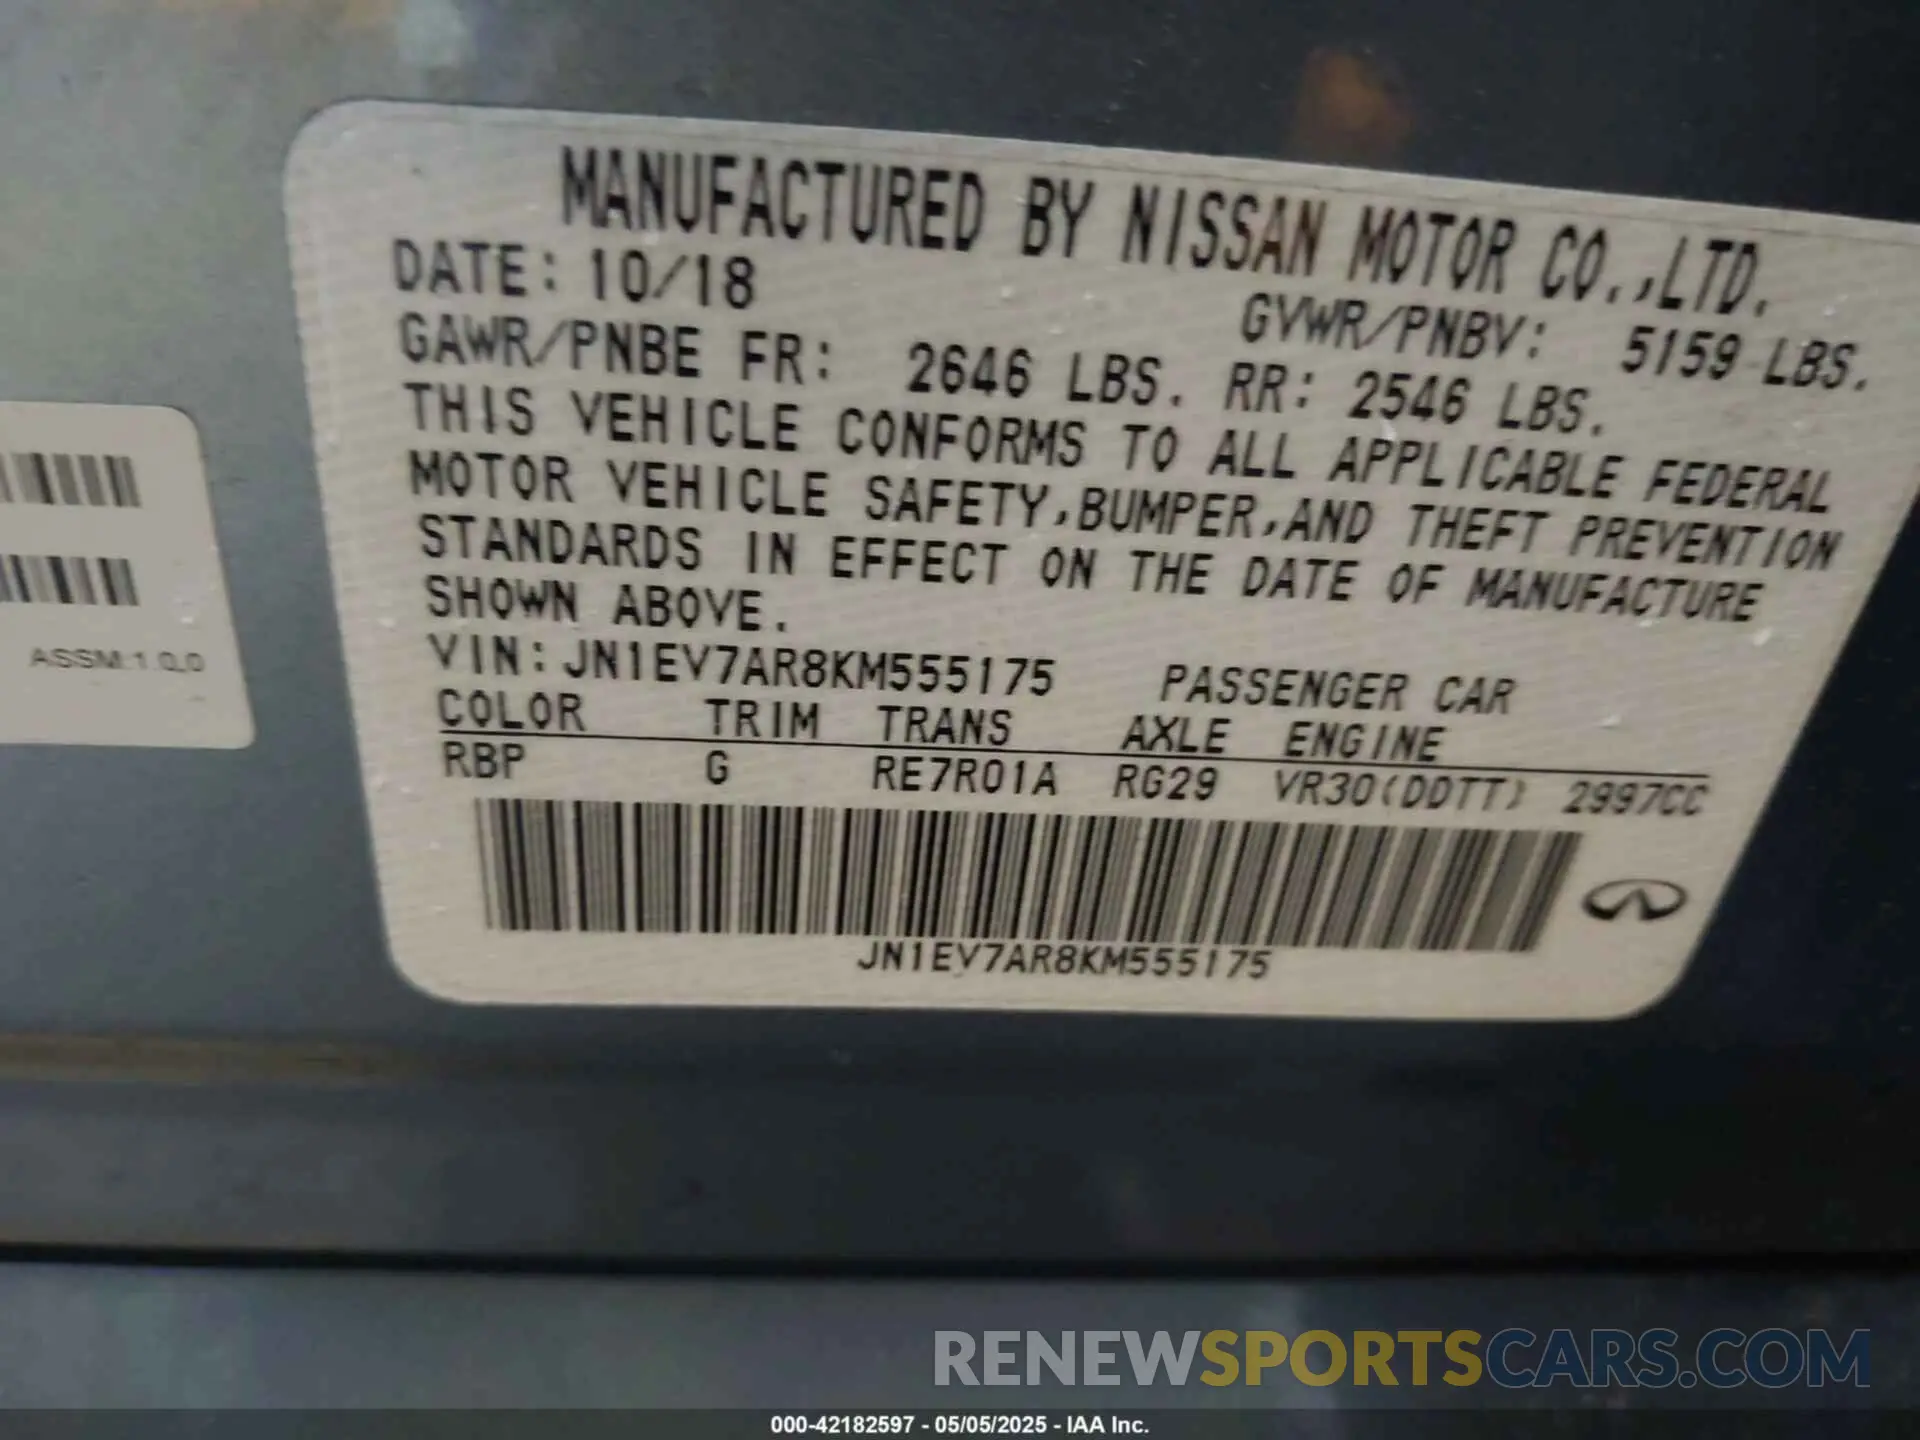 MANUFACTURED BY NISSAN MOTOR CO.,LTD.
DATE: 10/18 GVWR/PNBV: 5159 LBS.
GAWR/PNBE FR: 2646 LBS. RR: 2546 LBS.
THIS VEHICLE CONFORMS TO ALL APPLICABLE FEDERAL
MOTOR VEHICLE SAFETY,BUMPER,AND THEFT PREVENTION
STANDARDS IN EFFECT ON THE DATE OF MANUFACTURE
SHOWN ABOVE.
VIN:JN1EV7AR8KM555175 PASSENGER CAR
COLOR TRIM TRANS AXLE ENGINE
RBP G RE7R01A RG29 VR30(DDTT) 2997CC
JN1EV7AR8KM555175
ASSM:1.0.0
RENEWSPORTSCARS.COM
000-42182597 - 05/05/2025 - IAA Inc.